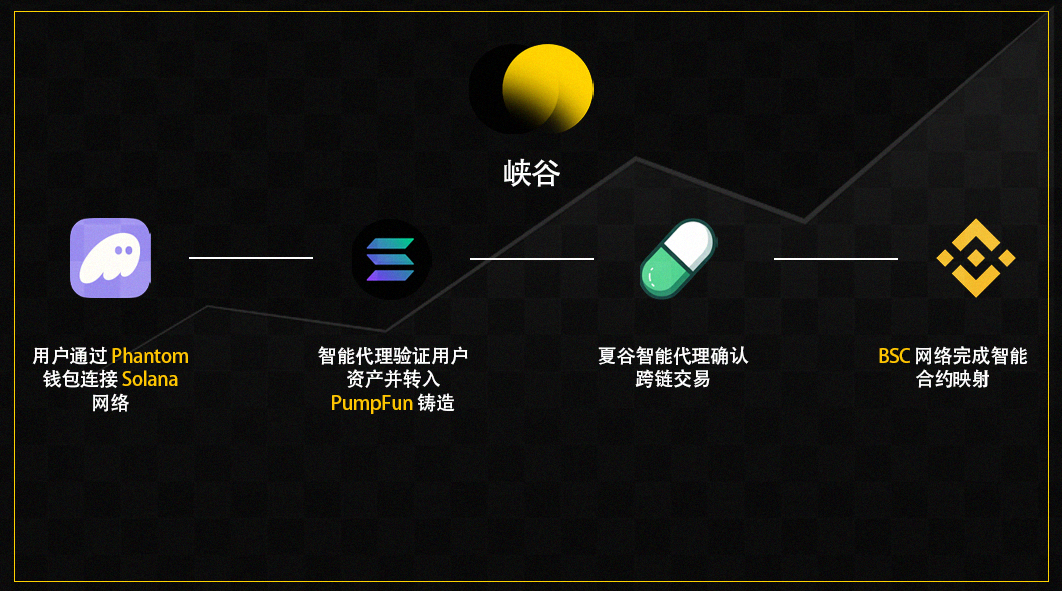 峡谷
用户通过 Phantom
钱包连接 Solana
网络
智能代理验证用户
资产并转入
PumpFun 铸造
夏谷智能代理确认
跨链交易
BSC 网络完成智能
合约映射